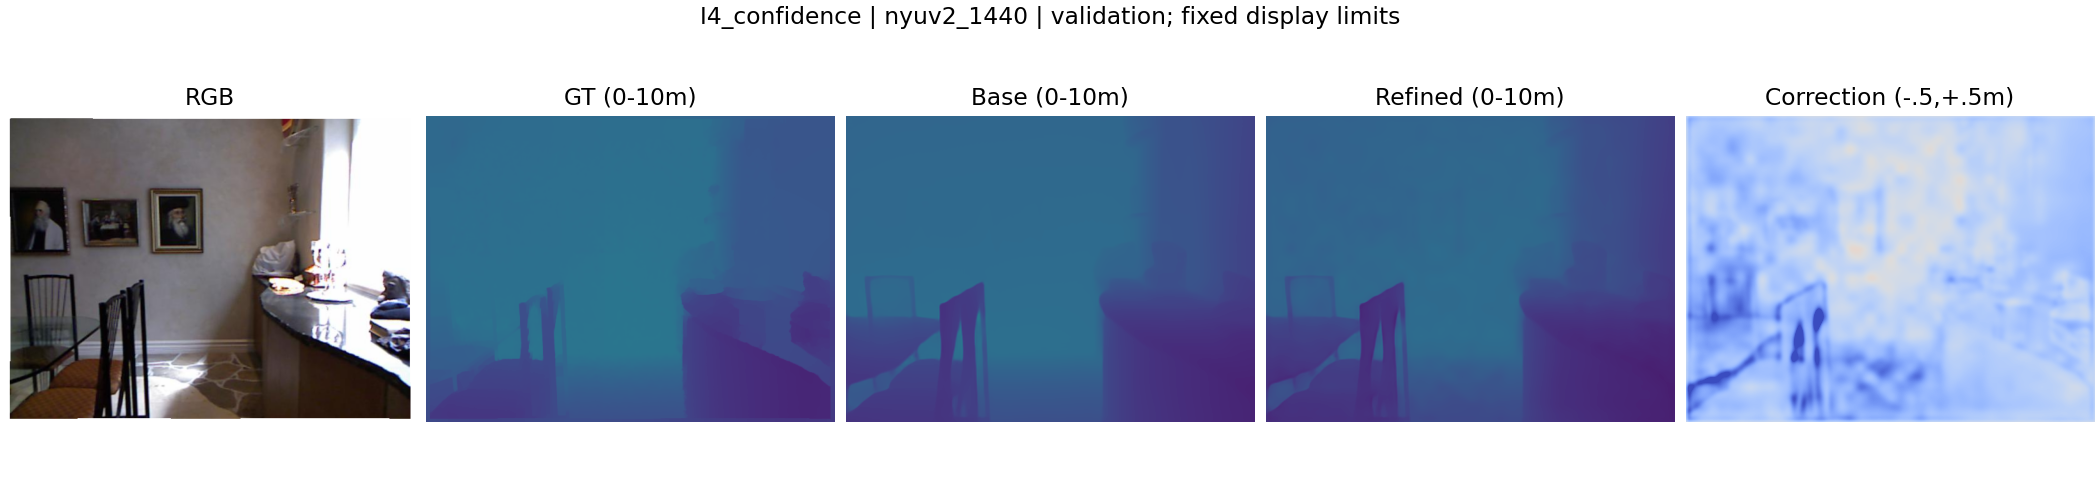 I4_confidence | nyuv2_1440 | validation; fixed display limits
RGB
GT (0-10m)
Base (0-10m)
Refined (0-10m)
Correction (-.5,+.5m)